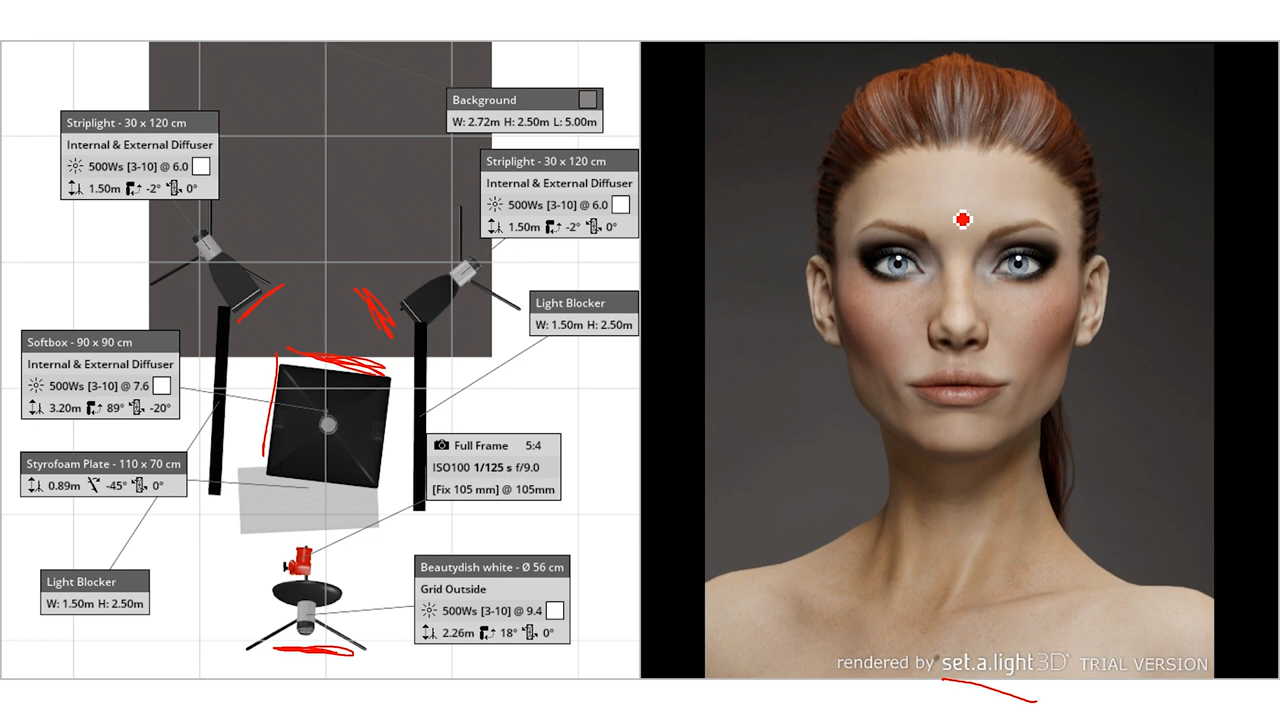 Background
W: 2.72m H: 2.50m L: 5.00m
Striplight - 30 x 120 cm
Internal & External Diffuser
500Ws [3-10] @ 6.0
1.50m -2° 0°
Striplight - 30 x 120 cm
Internal & External Diffuser
500Ws [3-10] @ 6.0
1.50m -2° 0°
Light Blocker
W: 1.50m H: 2.50m
Softbox - 90 x 90 cm
Internal & External Diffuser
500Ws [3-10] @ 7.6
3.20m 89° -20°
Full Frame 5:4
ISO100 1/125 s f/9.0
[Fix 105 mm] @ 105mm
Styrofoam Plate - 110 x 70 cm
0.89m -45° 0°
Light Blocker
W: 1.50m H: 2.50m
Beautydish white - Ø 56 cm
Grid Outside
500Ws [3-10] @ 9.4
2.26m 18° 0°
rendered by set.a.light 3D® TRIAL VERSION